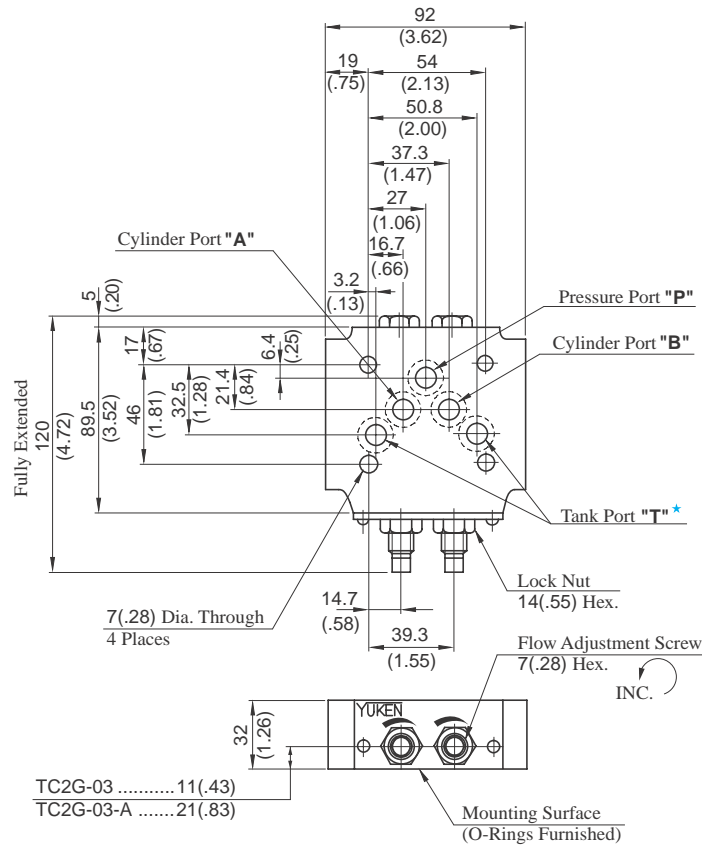 92
(3.62)
19
(.75)
54
(2.13)
50.8
(2.00)
37.3
(1.47)
27
(1.06)
Cylinder Port "A"
16.7
(.66)
3.2
(.13)
5
(.20)
Pressure Port "P"
17
(.67)
6.4
(.25)
Cylinder Port "B"
Fully Extended
120
(4.72)
89.5
(3.52)
46
(1.81)
32.5
(1.28)
21.4
(.84)
Tank Port "T" ★
Lock Nut
14(.55) Hex.
7(.28) Dia. Through
4 Places
14.7
(.58)
39.3
(1.55)
Flow Adjustment Screw
7(.28) Hex.
INC.
YUKEN
32
(1.26)
TC2G-03 ........... 11(.43)
TC2G-03-A ....... 21(.83)
Mounting Surface
(O-Rings Furnished)